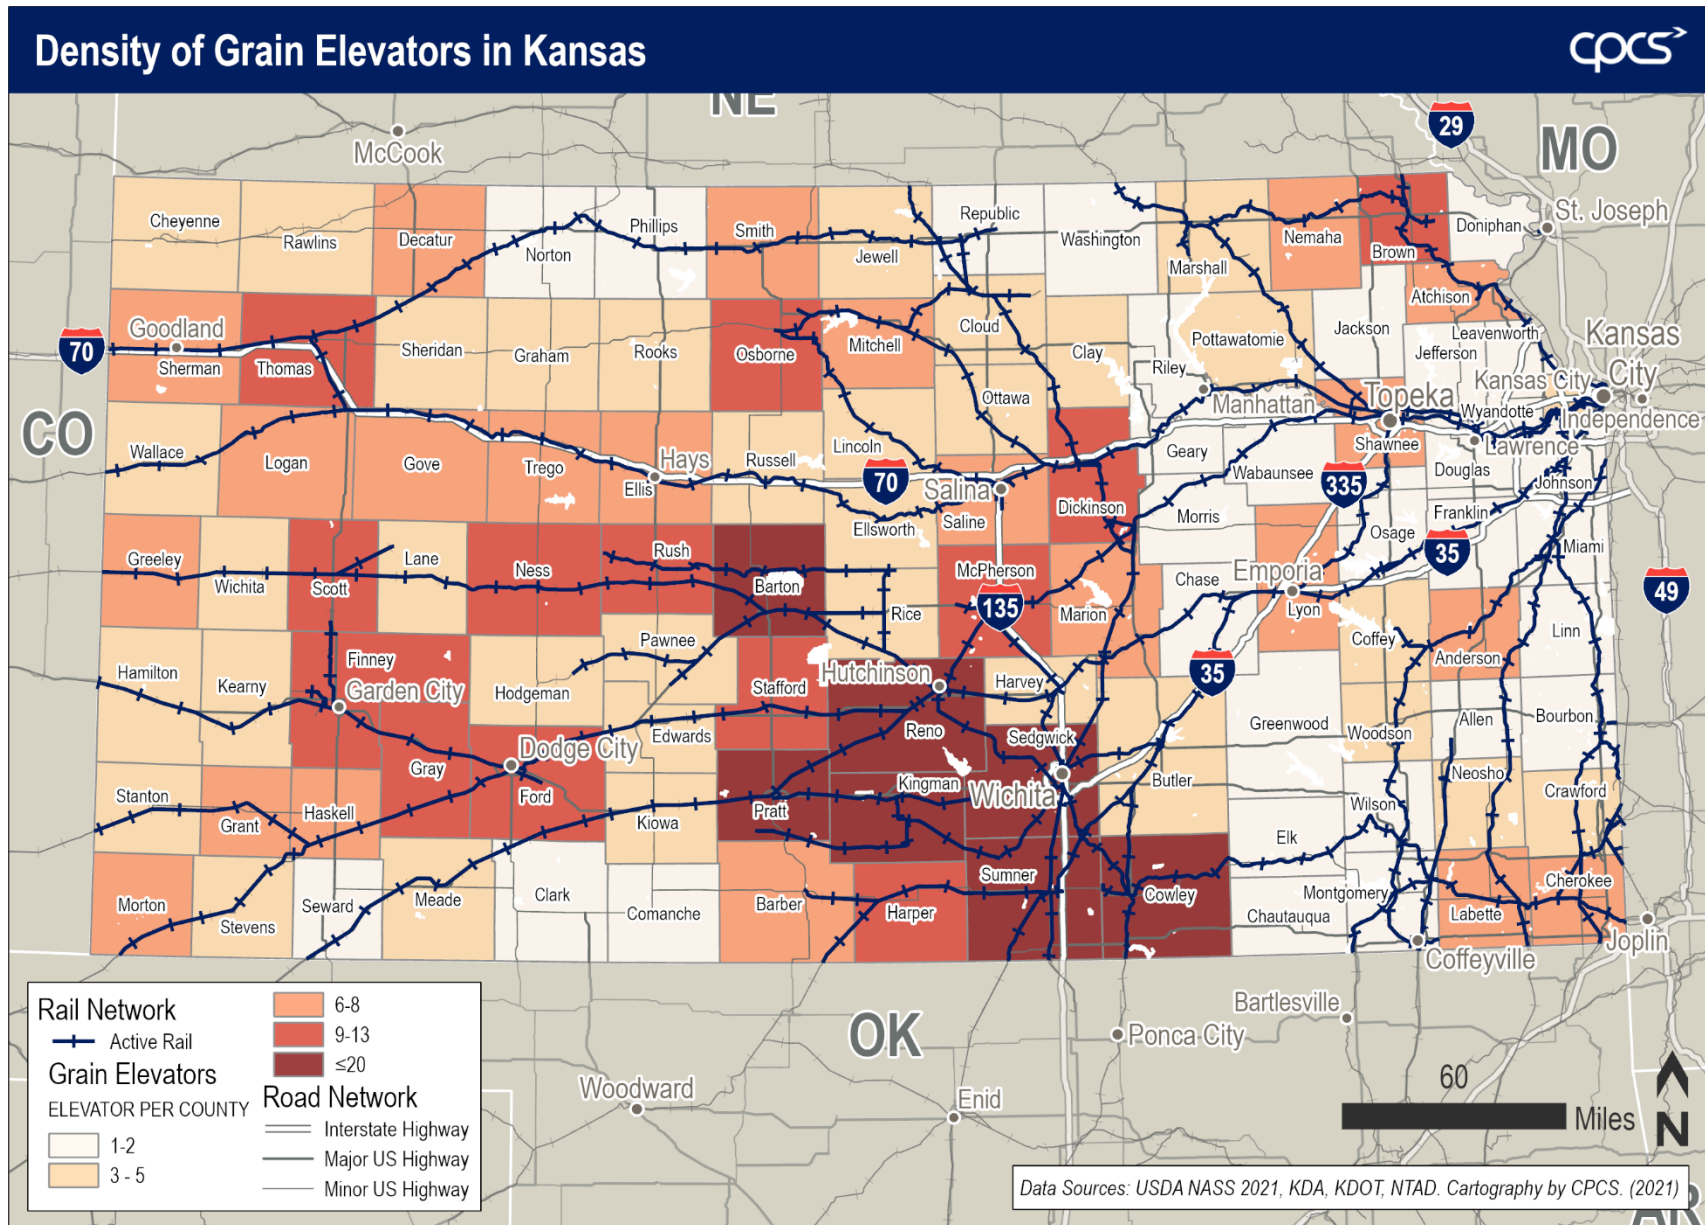 Density of Grain Elevators in Kansas
cpcs
NE
29
MO
McCook
St. Joseph
Cheyenne
Rawlins
Decatur
Norton
Phillips
Smith
Jewell
Republic
Washington
Marshall
Nemaha
Brown
Doniphan
Atchison
70
Goodland
Sherman
Thomas
Sheridan
Graham
Rooks
Osborne
Mitchell
Cloud
Clay
Riley
Pottawatomie
Jackson
Jefferson
Leavenworth
Kansas
City
Kansas City
Manhattan
Topeka
Wyandotte
Independence
CO
Wallace
Logan
Gove
Trego
Hays
Ellis
Russell
Lincoln
Ottawa
70
Salina
Saline
Ellsworth
Dickinson
Geary
Wabaunsee
Shawnee
335
Lawrence
Douglas
Johnson
Morris
Osage
Franklin
35
Miami
49
Greeley
Wichita
Scott
Lane
Ness
Rush
Barton
Rice
McPherson
135
Marion
Chase
Emporia
Lyon
Coffey
Anderson
Linn
Hamilton
Kearny
Finney
Garden City
Hodgeman
Pawnee
Stafford
Hutchinson
Harvey
35
Reno
Sedgwick
Greenwood
Woodson
Allen
Bourbon
Dodge City
Edwards
Gray
Ford
Kiowa
Pratt
Kingman
Wichita
Butler
Wilson
Neosho
Crawford
Stanton
Grant
Haskell
Elk
Morton
Stevens
Seward
Meade
Clark
Comanche
Barber
Harper
Sumner
Cowley
Chautauqua
Montgomery
Labette
Cherokee
Coffeyville
Joplin
Rail Network
Active Rail
Grain Elevators
ELEVATOR PER COUNTY
1-2
3 - 5
6-8
9-13
≤20
Road Network
Interstate Highway
Major US Highway
Minor US Highway
OK
Woodward
Enid
Ponca City
Bartlesville
60
Miles
N
Data Sources: USDA NASS 2021, KDA, KDOT, NTAD. Cartography by CPCS. (2021)
AR